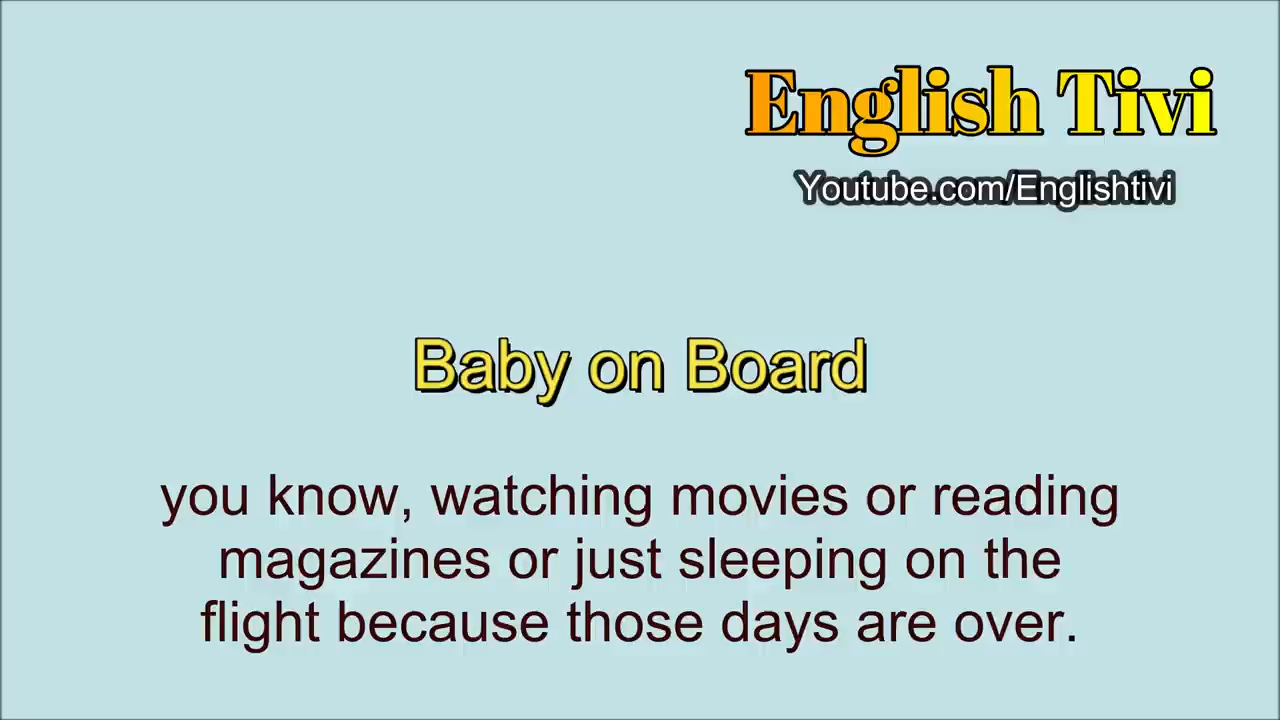 English Tivi
Youtube.com/Englishtivi
Baby on Board
you know, watching movies or reading
magazines or just sleeping on the
flight because those days are over.